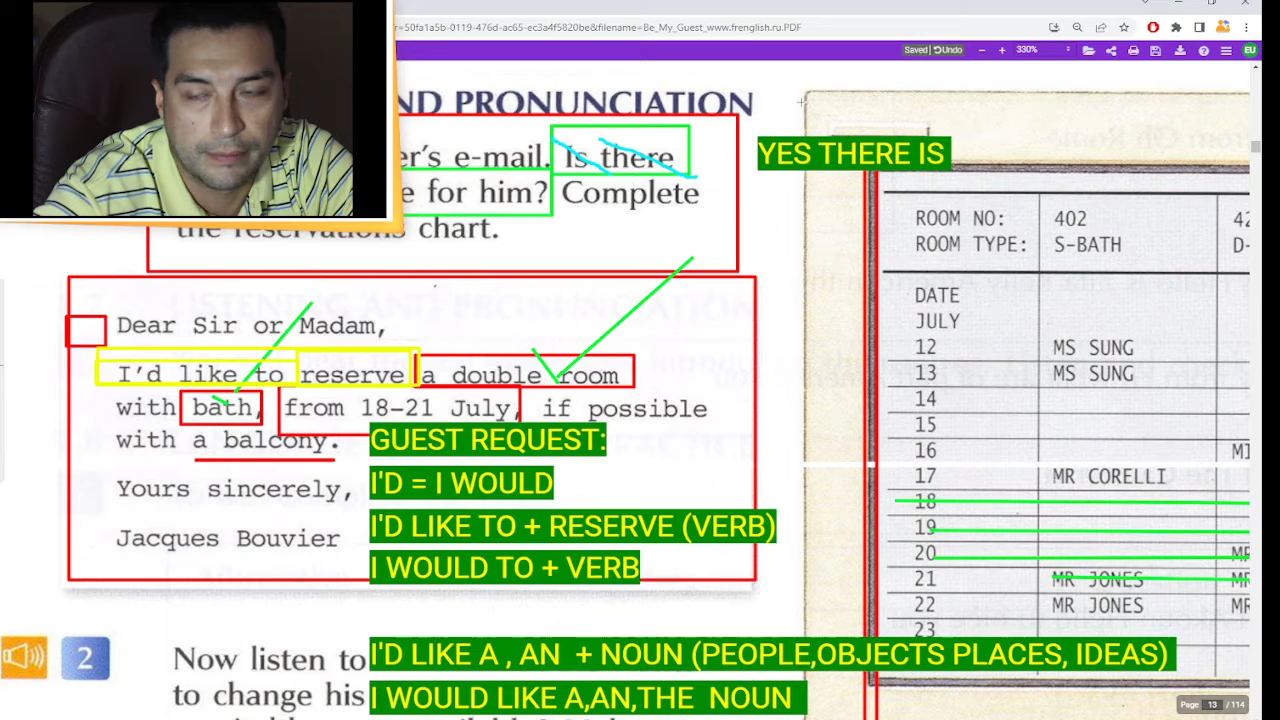 r=50fa1a5b-0119-476d-ac65-ec3a4f5820be&filename=Be_My_Guest_www.frenglish.ru.PDF
Saved Undo
330%
EU
ND PRONUNCIATION
er's e-mail. Is there
e for him? Complete
the reservations chart.
YES THERE IS
Dear Sir or Madam,
I'd like to reserve a double room
with bath, from 18–21 July, if possible
with a balcony.
Yours sincerely,
Jacques Bouvier
GUEST REQUEST:
I'D = I WOULD
I'D LIKE TO + RESERVE (VERB)
I WOULD TO + VERB
2
Now listen to
to change his
I'D LIKE A , AN + NOUN (PEOPLE,OBJECTS PLACES, IDEAS)
I WOULD LIKE A,AN,THE NOUN
ROOM NO: 402 42
ROOM TYPE: S-BATH D-
DATE
JULY
12 MS SUNG
13 MS SUNG
14
15
16 MI
17 MR CORELLI
18
19
20 MR
21 MR JONES MR
22 MR JONES MR
23
Page 13 / 114